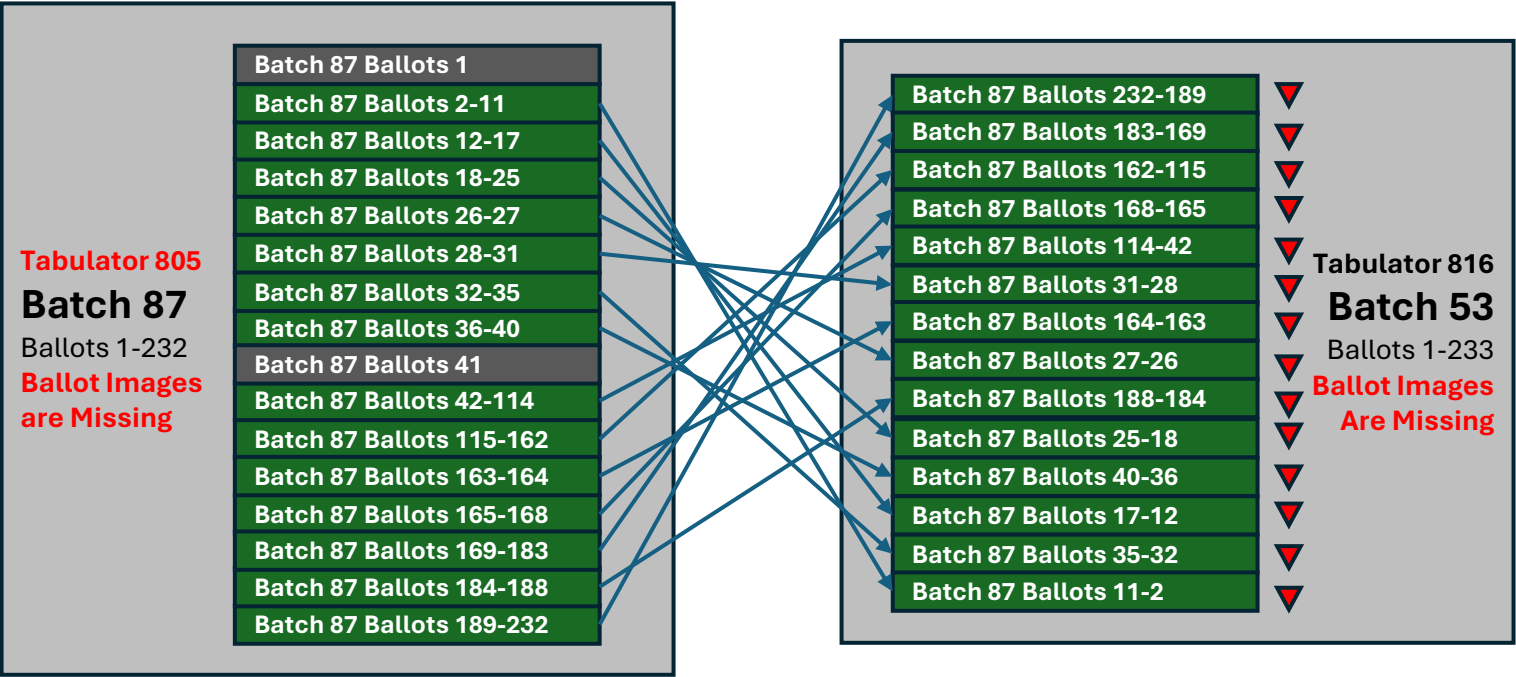 Tabulator 805
Batch 87
Ballots 1-232
Ballot Images
are Missing
Batch 87 Ballots 1
Batch 87 Ballots 2-11
Batch 87 Ballots 12-17
Batch 87 Ballots 18-25
Batch 87 Ballots 26-27
Batch 87 Ballots 28-31
Batch 87 Ballots 32-35
Batch 87 Ballots 36-40
Batch 87 Ballots 41
Batch 87 Ballots 42-114
Batch 87 Ballots 115-162
Batch 87 Ballots 163-164
Batch 87 Ballots 165-168
Batch 87 Ballots 169-183
Batch 87 Ballots 184-188
Batch 87 Ballots 189-232
Batch 87 Ballots 232-189
Batch 87 Ballots 183-169
Batch 87 Ballots 162-115
Batch 87 Ballots 168-165
Batch 87 Ballots 114-42
Batch 87 Ballots 31-28
Batch 87 Ballots 164-163
Batch 87 Ballots 27-26
Batch 87 Ballots 188-184
Batch 87 Ballots 25-18
Batch 87 Ballots 40-36
Batch 87 Ballots 17-12
Batch 87 Ballots 35-32
Batch 87 Ballots 11-2
Tabulator 816
Batch 53
Ballots 1-233
Ballot Images
Are Missing